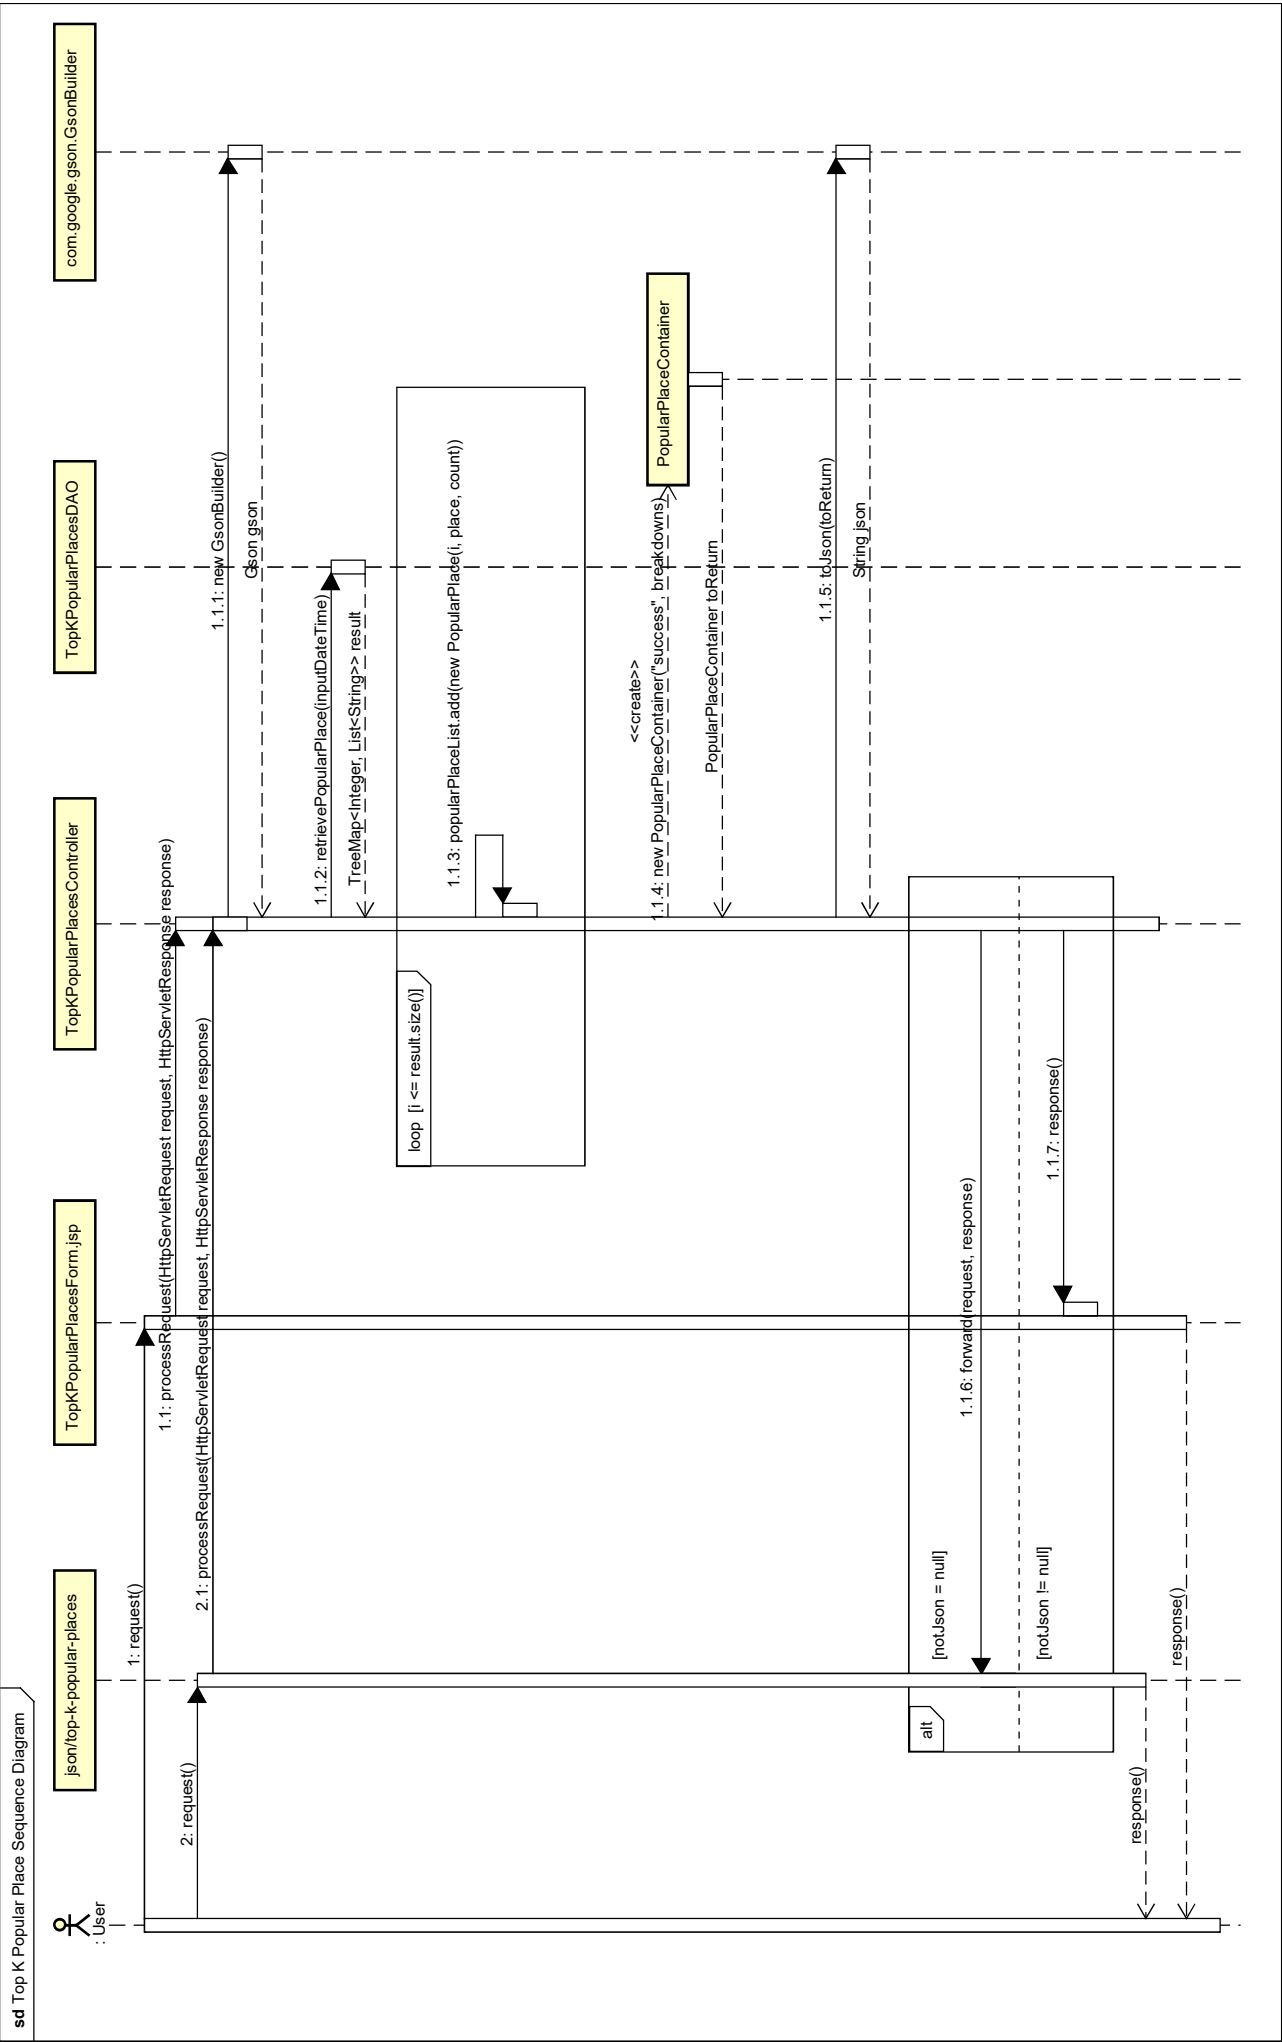 sd Top K Popular Place Sequence Diagram
: User
json/top-k-popular-places
TopKPopularPlacesForm.jsp
TopKPopularPlacesController
TopKPopularPlacesDAO
com.google.gson.GsonBuilder
1: request()
1.1: processRequest(HttpServletRequest request, HttpServletResponse response)
2: request()
2.1: processRequest(HttpServletRequest request, HttpServletResponse response)
1.1.1: new GsonBuilder()
Gson gson
1.1.2: retrievePopularPlace(inputDateTime)
TreeMap<Integer, List<String>> result
loop [i <= result.size()]
1.1.3: popularPlaceList.add(new PopularPlace(i, place, count))
<<create>>
1.1.4: new PopularPlaceContainer("success", breakdowns)
PopularPlaceContainer
PopularPlaceContainer toReturn
1.1.5: toJson(toReturn)
String json
alt
[notJson = null]
1.1.6: forward(request, response)
[notJson != null]
1.1.7: response()
response()
response()